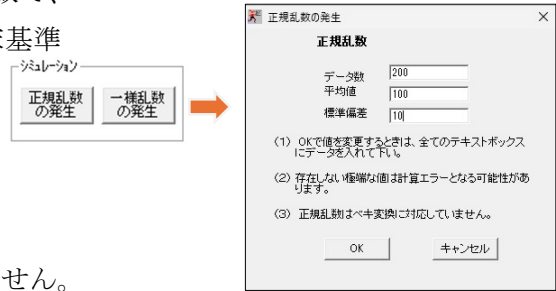 末基準
シミュレーション
正規乱数
の発生
一様乱数
の発生
せん。
正規乱数の発生
正規乱数
データ数 200
平均値 100
標準偏差 10
(1) OKで値を変更するときは、全てのテキストボックス
にデータを入れて下い。
(2) 存在しない極端な値は計算エラーとなる可能性があ
ります。
(3) 正規乱数はベキ変換に対応していません。
OK キャンセル